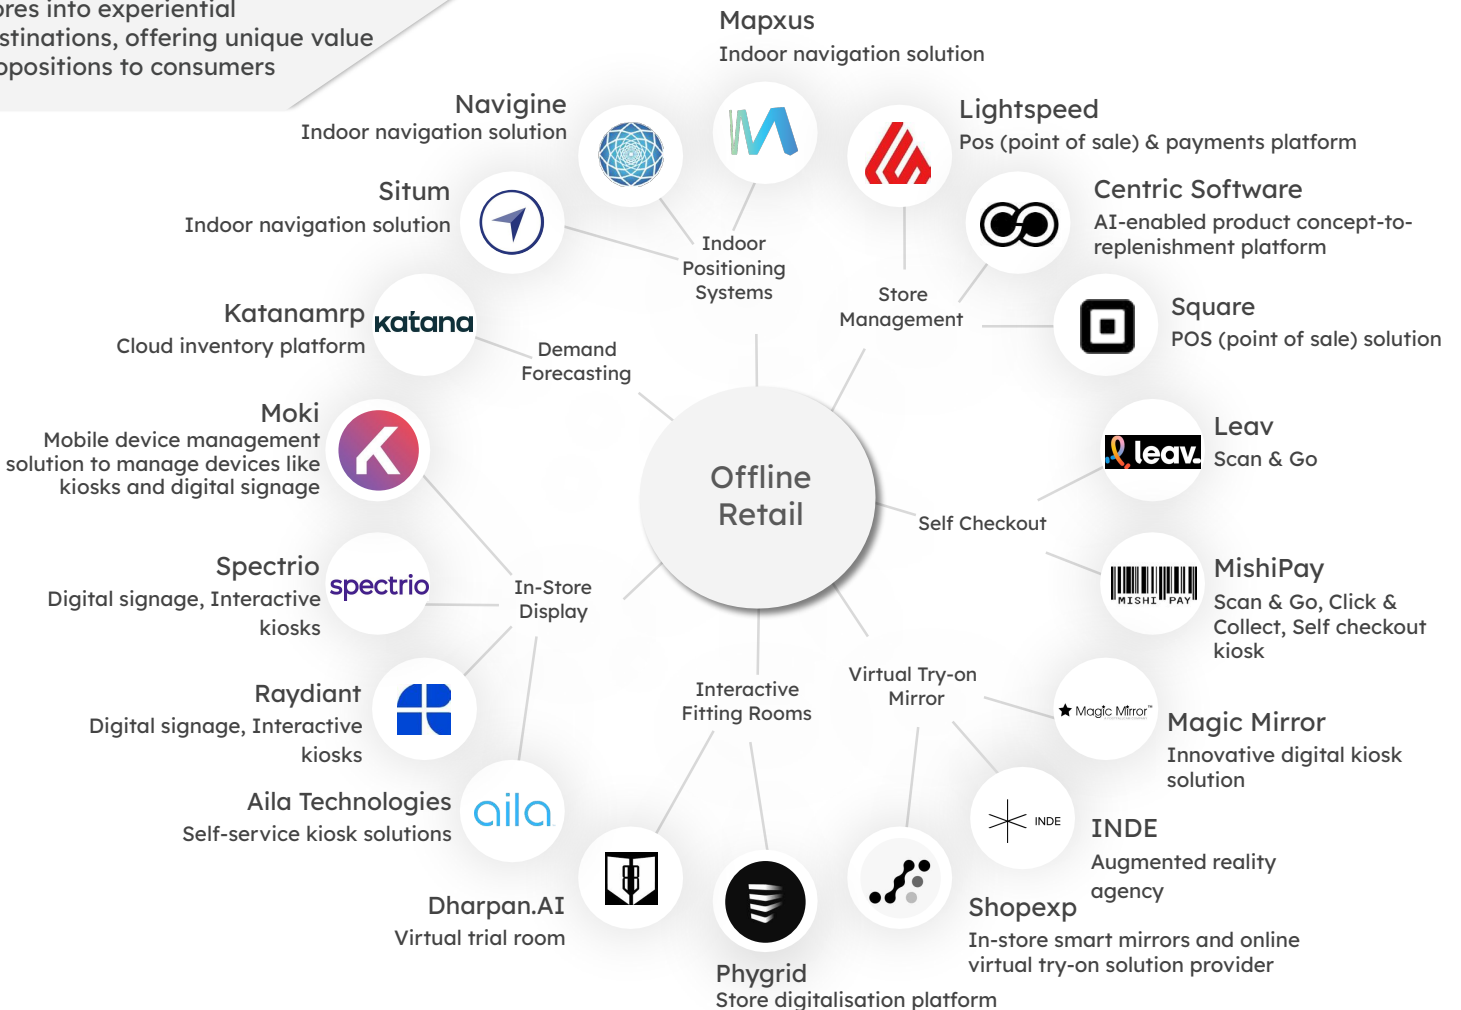 ores into experiential
stinations, offering unique value
opositions to consumers
Mapxus
Indoor navigation solution
Navigine
Indoor navigation solution
Lightspeed
Pos (point of sale) & payments platform
Situm
Indoor navigation solution
Centric Software
AI-enabled product concept-to-
replenishment platform
Indoor
Positioning
Systems
Store
Management
Square
POS (point of sale) solution
Katanamrp
Cloud inventory platform
katana
Demand
Forecasting
Moki
Mobile device management
solution to manage devices like
kiosks and digital signage
Leav
Scan & Go
leav.
Offline
Retail
Self Checkout
Spectrio
Digital signage, Interactive
kiosks
spectrio
In-Store
Display
MishiPay
Scan & Go, Click &
Collect, Self checkout
kiosk
MISHI PAY
Raydiant
Digital signage, Interactive
kiosks
Interactive
Fitting Rooms
Virtual Try-on
Mirror
Magic Mirror™
Magic Mirror
Innovative digital kiosk
solution
Aila Technologies
Self-service kiosk solutions
aila
INDE
INDE
Augmented reality
agency
Dharpan.AI
Virtual trial room
Shopexp
In-store smart mirrors and online
virtual try-on solution provider
Phygrid
Store digitalisation platform